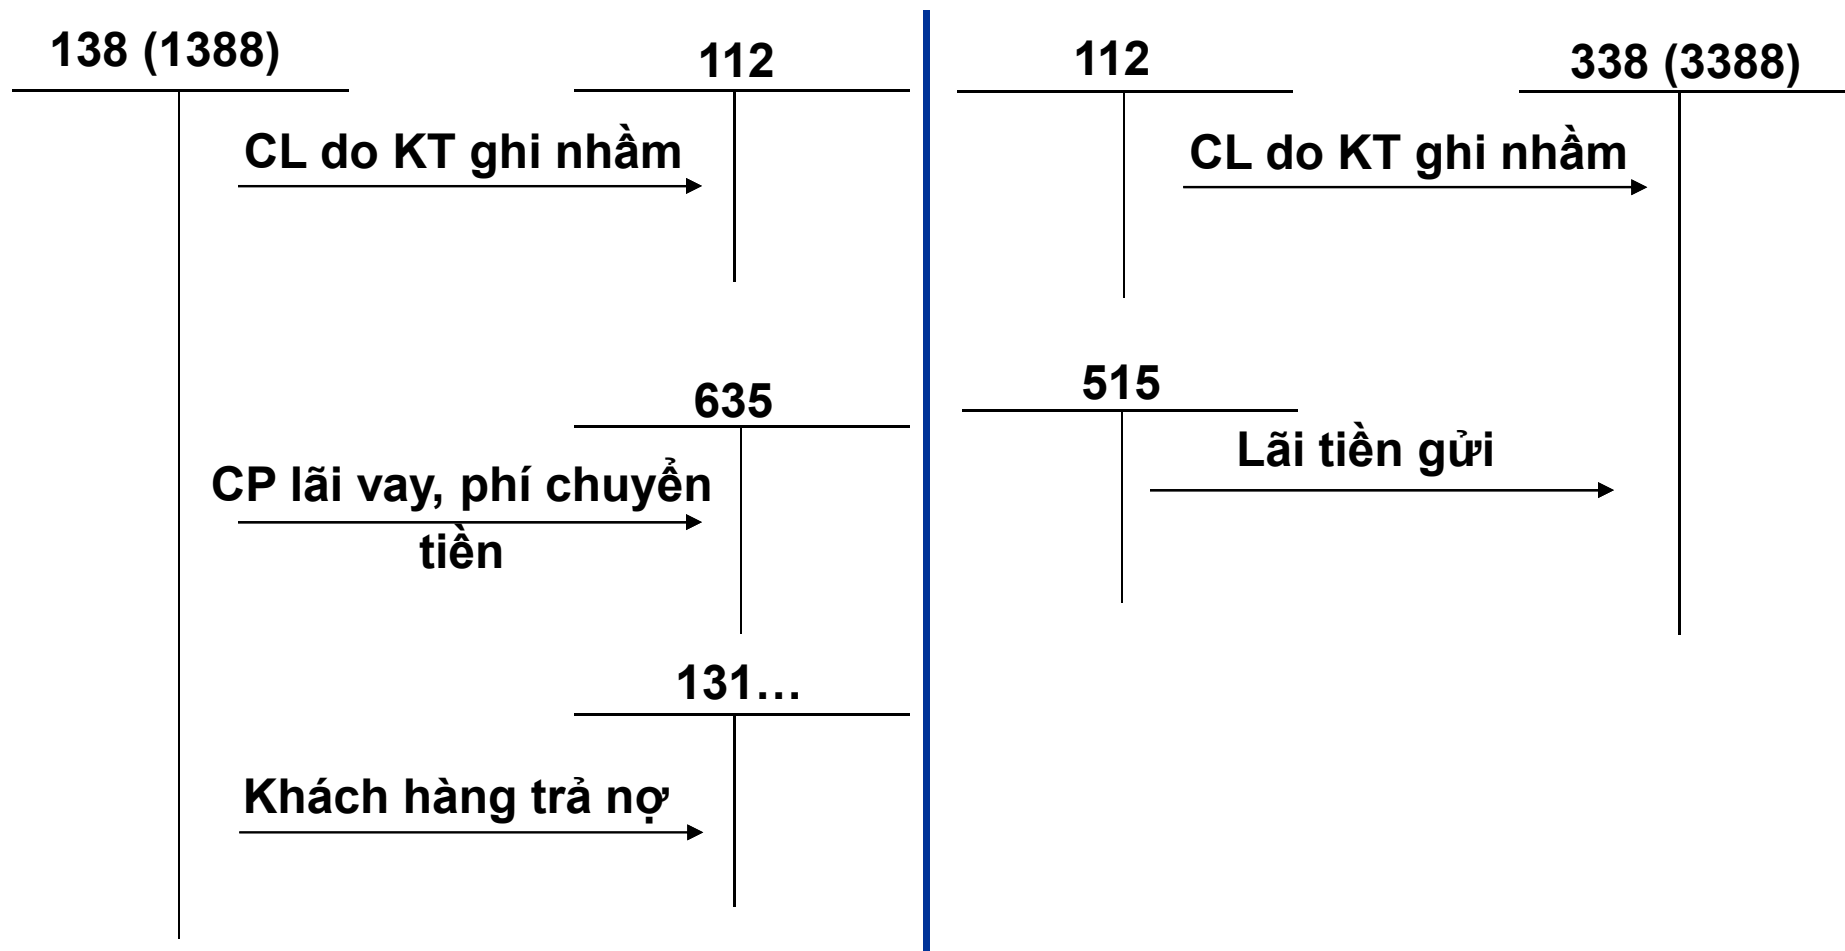 138 (1388)
112
CL do KT ghi nhầm
635
CP lãi vay, phí chuyển
tiền
131...
Khách hàng trả nợ
112
338 (3388)
CL do KT ghi nhầm
515
Lãi tiền gửi